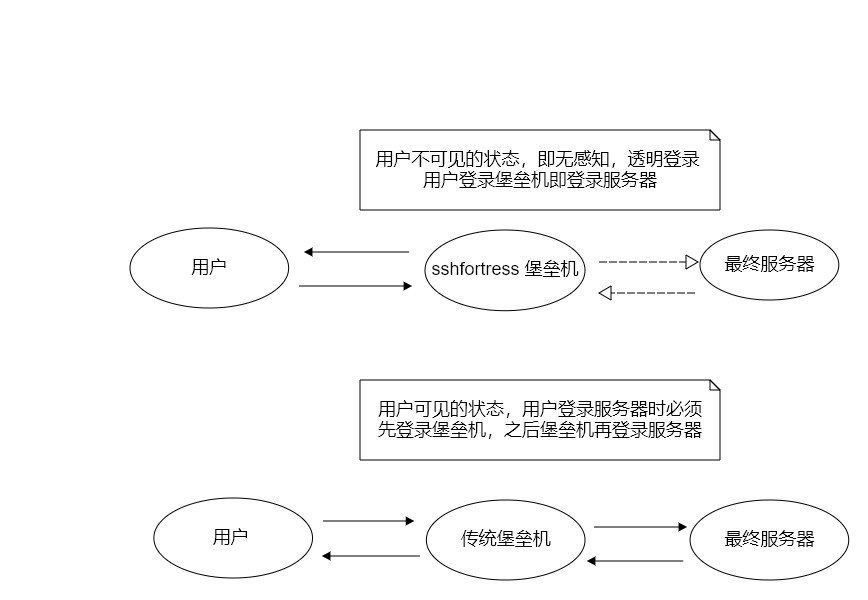 用户不可见的状态，即无感知，透明登录
用户登录堡垒机即登录服务器
用户
sshfortress 堡垒机
最终服务器
用户可见的状态，用户登录服务器时必须
先登录堡垒机，之后堡垒机再登录服务器
用户
传统堡垒机
最终服务器